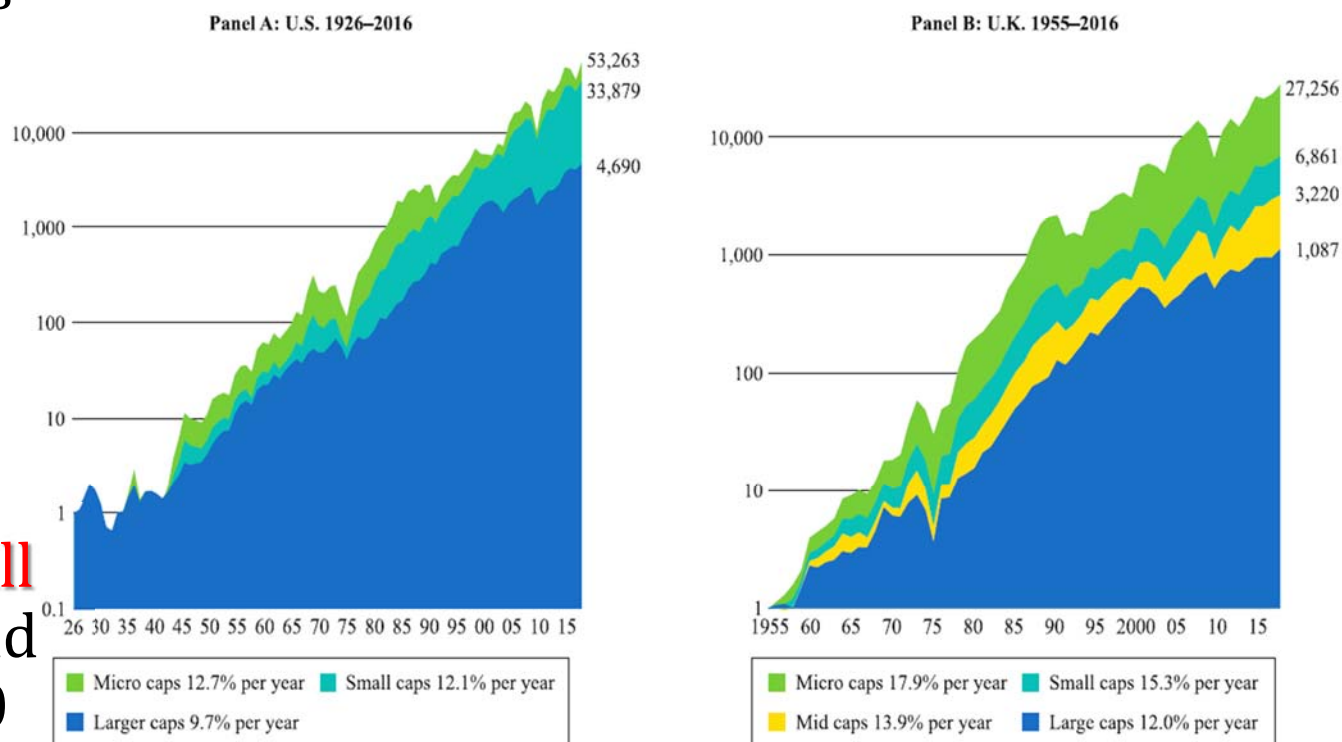 Panel A: U.S. 1926–2016
53,263
33,879
10,000
4,690
1,000
100
10
1
0.1
26 30 35 40 45 50 55 60 65 70 75 80 85 90 95 00 05 10 15
Micro caps 12.7% per year Small caps 12.1% per year
Larger caps 9.7% per year
Panel B: U.K. 1955–2016
27,256
10,000
6,861
3,220
1,000
1,087
100
10
1
1955 60 65 70 75 80 85 90 95 2000 05 10 15
Micro caps 17.9% per year Small caps 15.3% per year
Mid caps 13.9% per year Large caps 12.0% per year